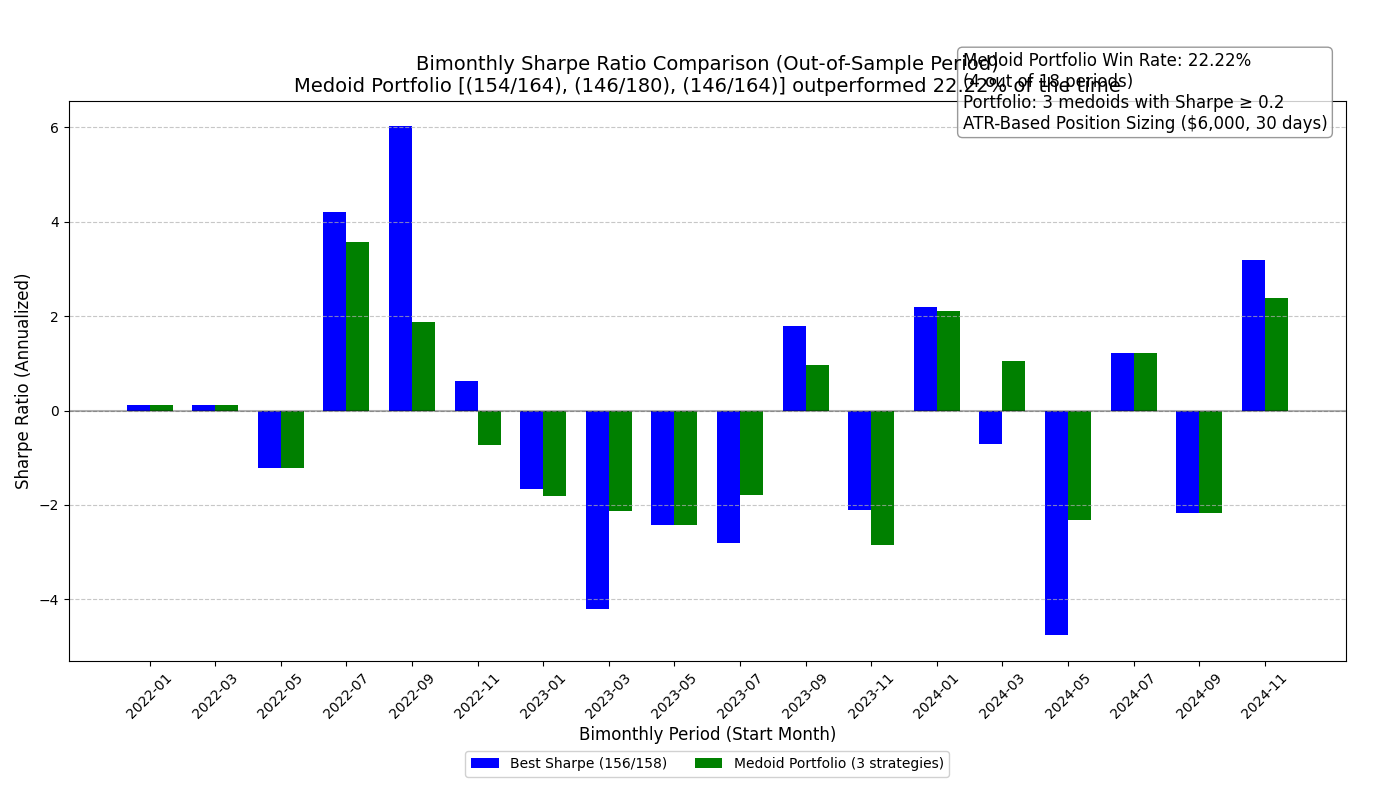 Bimonthly Sharpe Ratio Comparison (Out-of-Sample Period)
Medoid Portfolio [(154/164), (146/180), (146/164)] outperformed 22.22% of the time
Medoid Portfolio Win Rate: 22.22%
(4 out of 18 periods)
Portfolio: 3 medoids with Sharpe ≥ 0.2
ATR-Based Position Sizing ($6,000, 30 days)
Sharpe Ratio (Annualized)
6
4
2
0
−2
−4
2022-01
2022-03
2022-05
2022-07
2022-09
2022-11
2023-01
2023-03
2023-05
2023-07
2023-09
2023-11
2024-01
2024-03
2024-05
2024-07
2024-09
2024-11
Bimonthly Period (Start Month)
Best Sharpe (156/158)
Medoid Portfolio (3 strategies)